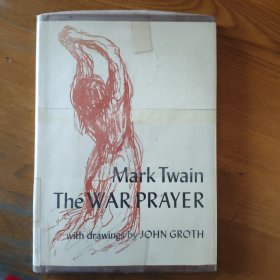 Mark Twain
The WAR PRAYER
with drawings by JOHN GROTH